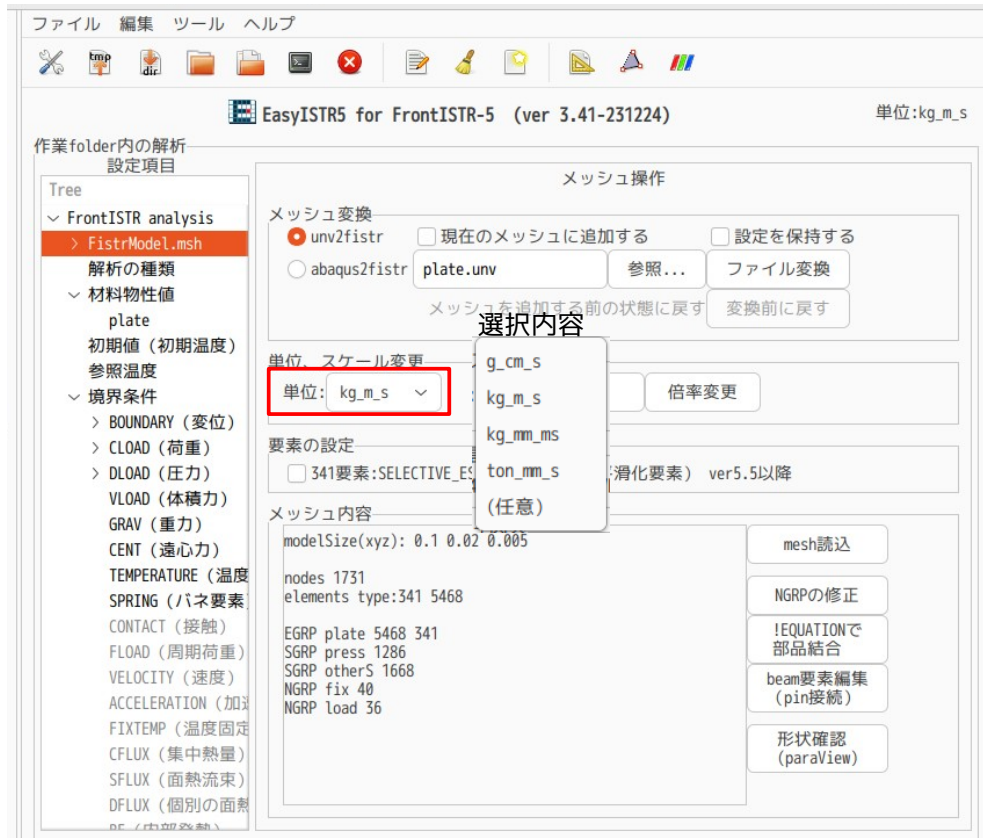 ファイル 編集 ツール ヘルプ
tmp
dir
EasyISTR5 for FrontISTR-5 (ver 3.41-231224)
単位:kg_m_s
作業folder内の解析
設定項目
Tree
FrontISTR analysis
FistrModel.msh
解析の種類
材料物性値
plate
初期値（初期温度）
参照温度
境界条件
BOUNDARY（変位）
CLOAD（荷重）
DLOAD（圧力）
VLOAD（体積力）
GRAV（重力）
CENT（遠心力）
TEMPERATURE（温度
SPRING（バネ要素
CONTACT（接触）
FLOAD（周期荷重）
VELOCITY（速度）
ACCELERATION（加速
FIXTEMP（温度固定
CFLUX（集中熱量）
SFLUX（面熱流束）
DFLUX（個別の面熱
メッシュ操作
メッシュ変換
unv2fistr 現在のメッシュに追加する 設定を保持する
abaqus2fistr plate.unv 参照... ファイル変換
メッシュを追加する前の状態に戻す 変換前に戻す
選択内容
単位、スケール変更
単位: kg_m_s 倍率変更
g_cm_s
kg_m_s
kg_mm_ms
ton_mm_s
(任意)
要素の設定
341要素:SELECTIVE_ES 滑化要素） ver5.5以降
メッシュ内容
modelSize(xyz): 0.1 0.02 0.005
nodes 1731
elements type:341 5468
EGRP plate 5468 341
SGRP press 1286
SGRP otherS 1668
NGRP fix 40
NGRP load 36
mesh読込
NGRPの修正
!EQUATIONで
部品結合
beam要素編集
(pin接続)
形状確認
(paraView)